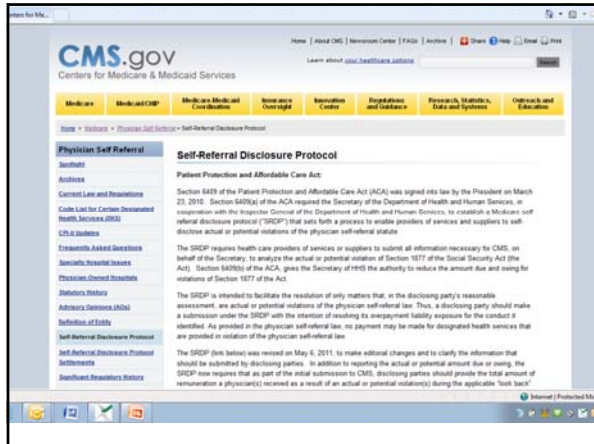 nters for Me...
Home | About CMS | Newsroom Center | FAQs | Archive | Share Help Email Print
CMS.gov
Learn about your healthcare options
Search
Centers for Medicare & Medicaid Services
Medicare Medicaid/CHIP Medicare-Medicaid Coordination Insurance Oversight Innovation Center Regulations and Guidance Research, Statistics, Data and Systems Outreach and Education
Home > Medicare > Physician Self Referral > Self-Referral Disclosure Protocol
Physician Self Referral
Spotlight
Archives
Current Law and Regulations
Code List for Certain Designated
Health Services (DHS)
CPI-U Updates
Frequently Asked Questions
Specialty Hospital Issues
Physician Owned Hospitals
Statutory History
Advisory Opinions (AOs)
Definition of Entity
Self-Referral Disclosure Protocol
Self-Referral Disclosure Protocol
Settlements
Significant Regulatory History
Self-Referral Disclosure Protocol
Patient Protection and Affordable Care Act:
Section 6409 of the Patient Protection and Affordable Care Act (ACA) was signed into law by the President on March
23, 2010. Section 6409(a) of the ACA required the Secretary of the Department of Health and Human Services, in
cooperation with the Inspector General of the Department of Health and Human Services, to establish a Medicare self
referral disclosure protocol ("SRDP") that sets forth a process to enable providers of services and suppliers to self-
disclose actual or potential violations of the physician self-referral statute.
The SRDP requires health care providers of services or suppliers to submit all information necessary for CMS, on
behalf of the Secretary, to analyze the actual or potential violation of Section 1877 of the Social Security Act (the
Act). Section 6409(b) of the ACA, gives the Secretary of HHS the authority to reduce the amount due and owing for
violations of Section 1877 of the Act.
The SRDP is intended to facilitate the resolution of only matters that, in the disclosing party's reasonable
assessment, are actual or potential violations of the physician self-referral law. Thus, a disclosing party should make
a submission under the SRDP with the intention of resolving its overpayment liability exposure for the conduct it
identified. As provided in the physician self-referral law, no payment may be made for designated health services that
are provided in violation of the physician self-referral law.
The SRDP (link below) was revised on May 6, 2011, to make editorial changes and to clarify the information that
should be submitted by disclosing parties. In addition to reporting the actual or potential amount due or owing, the
SRDP now requires that as part of the initial submission to CMS, disclosing parties should provide the total amount of
remuneration a physician(s) received as a result of an actual or potential violation(s) during the applicable "look back"
Internet | Protected Mo